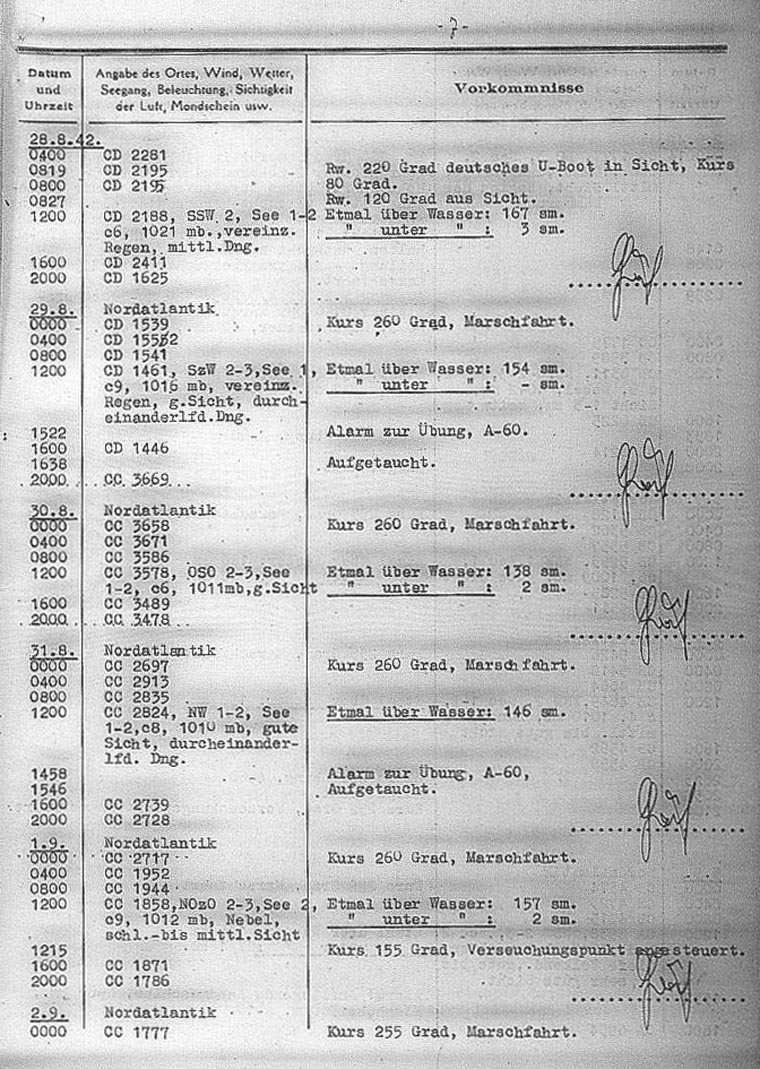 - 7 -
Datum und Uhrzeit | Angabe des Ortes, Wind, Wetter, Seegang, Beleuchtung, Sichtigkeit der Luft, Mondschein usw. | Vorkommnisse
28.8.42.
0400 CD 2281
0819 CD 2195 Rw. 220 Grad deutsches U-Boot in Sicht, Kurs
0800 CD 2195 80 Grad.
0827 Rw. 120 Grad aus Sicht.
1200 CD 2188, SSW 2, See 1-2 Etmal über Wasser: 167 sm.
c6, 1021 mb.,vereinz. " unter " : 3 sm.
Regen, mittl.Dng.
1600 CD 2411
2000 CD 1625
29.8. Nordatlantik
0000 CD 1539 Kurs 260 Grad, Marschfahrt.
0400 CD 15552
0800 CD 1541
1200 CD 1461, SzW 2-3,See 1, Etmal über Wasser: 154 sm.
c9, 1016 mb, vereinz. " unter " : - sm.
Regen, g.Sicht, durch-
einanderlfd.Dng.
1522 Alarm zur Übung, A-60.
1600 CD 1446
1638 Aufgetaucht.
2000 CC 3669
30.8. Nordatlantik
0000 CC 3658 Kurs 260 Grad, Marschfahrt.
0400 CC 3671
0800 CC 3586
1200 CC 3578, OSO 2-3,See Etmal über Wasser: 138 sm.
1-2, c6, 1011mb,g.Sicht " unter " : 2 sm.
1600 CC 3489
2000 CC 3478
31.8. Nordatlantik
0000 CC 2697 Kurs 260 Grad, Marschfahrt.
0400 CC 2913
0800 CC 2835
1200 CC 2824, NW 1-2, See Etmal über Wasser: 146 sm.
1-2,c8, 1010 mb, gute
Sicht, durcheinander-
lfd. Dng.
1458 Alarm zur Übung, A-60,
1546 Aufgetaucht.
1600 CC 2739
2000 CC 2728
1.9. Nordatlantik
0000 CC 2717 Kurs 260 Grad, Marschfahrt.
0400 CC 1952
0800 CC 1944
1200 CC 1858,NOzO 2-3,See 2, Etmal über Wasser: 157 sm.
c9, 1012 mb, Nebel, " unter " : 2 sm.
schl.-bis mittl.Sicht
1215 Kurs 155 Grad, Verseuchungspunkt angesteuert.
1600 CC 1871
2000 CC 1786
2.9. Nordatlantik
0000 CC 1777 Kurs 255 Grad, Marschfahrt.